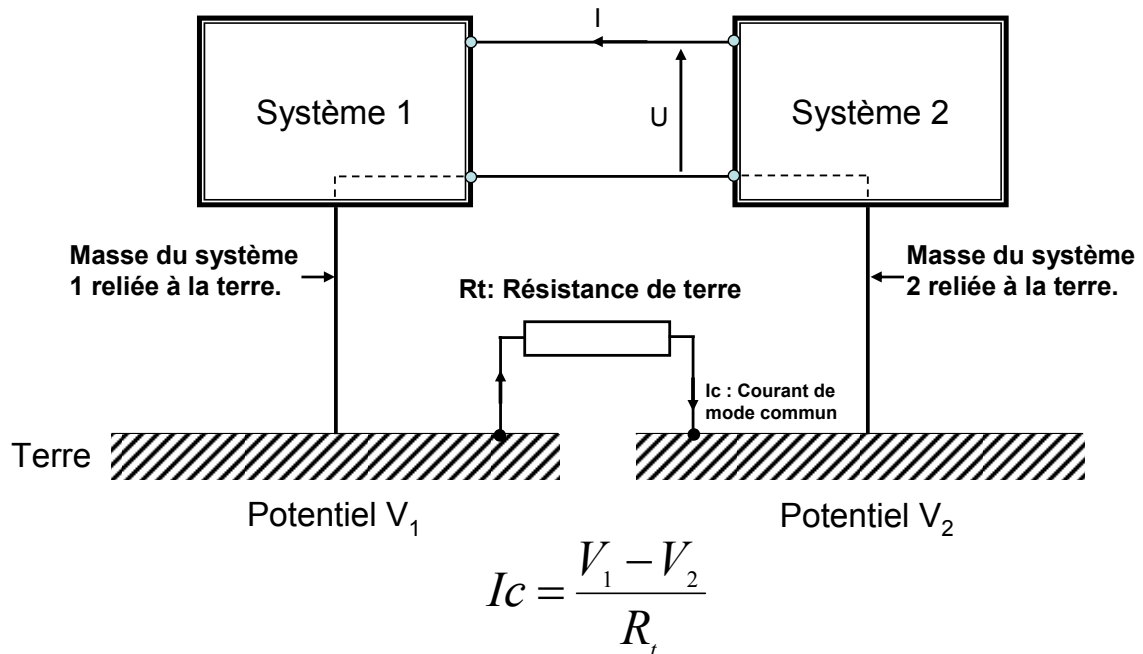 I
Système 1
U
Système 2
Masse du système
1 reliée à la terre.
Masse du système
2 reliée à la terre.
Rt: Résistance de terre
Ic : Courant de
mode commun
Terre
Potentiel V₁
Potentiel V₂
Ic = (V₁ − V₂) / Rₜ